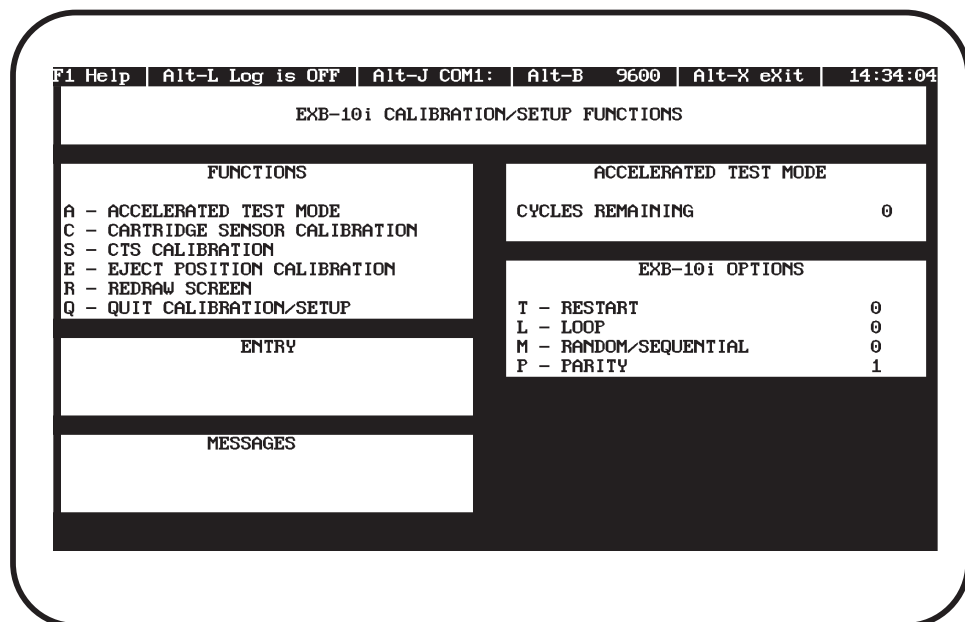 F1 Help | Alt-L Log is OFF | Alt-J COM1: | Alt-B 9600 | Alt-X eXit | 14:34:04
EXB-10i CALIBRATION/SETUP FUNCTIONS
FUNCTIONS
A - ACCELERATED TEST MODE
C - CARTRIDGE SENSOR CALIBRATION
S - CTS CALIBRATION
E - EJECT POSITION CALIBRATION
R - REDRAW SCREEN
Q - QUIT CALIBRATION/SETUP
ENTRY
MESSAGES
ACCELERATED TEST MODE
CYCLES REMAINING 0
EXB-10i OPTIONS
T - RESTART 0
L - LOOP 0
M - RANDOM/SEQUENTIAL 0
P - PARITY 1